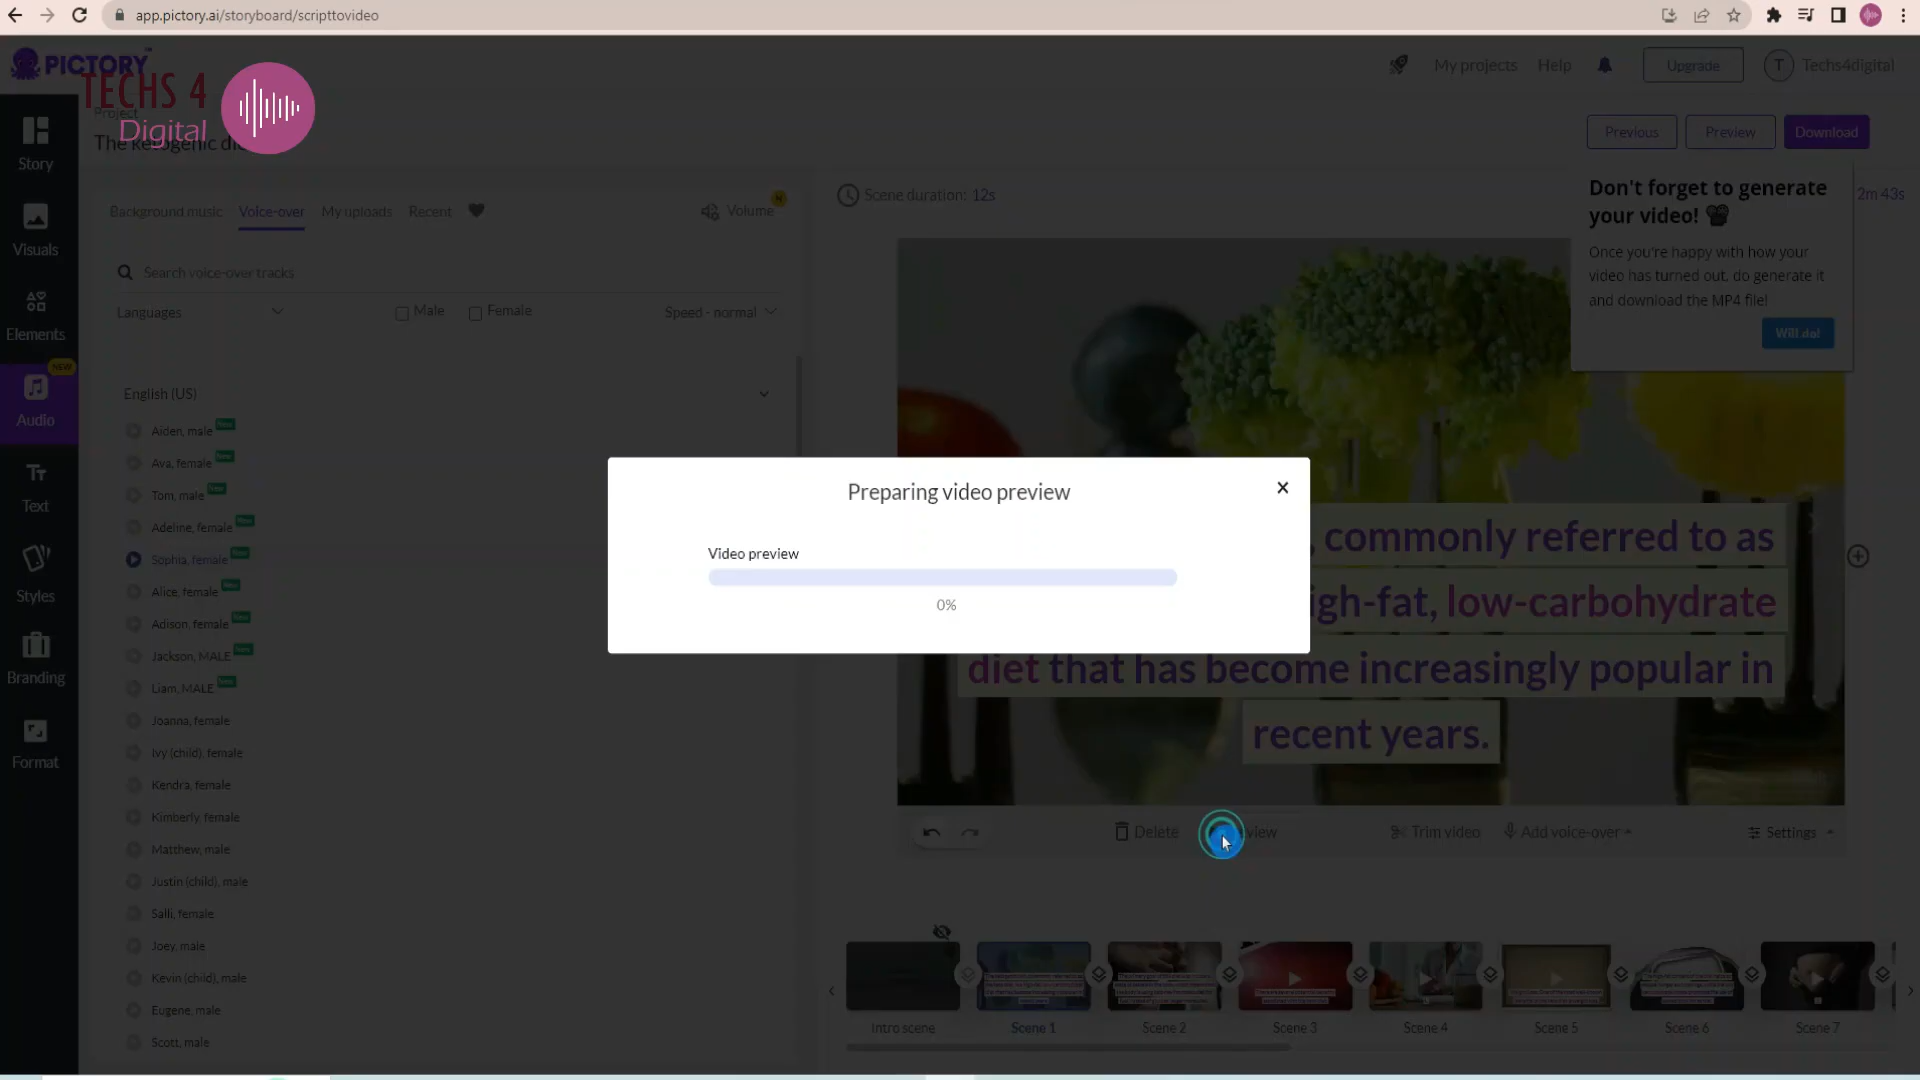 app.pictory.ai/storyboard/scripttovideo
PICTORY
TECHS 4
Digital
My projects
Help
Upgrade
T
Techs4digital
Project
The ketogenic die
Previous
Preview
Download
Story
Visuals
Elements
NEW
Audio
Text
Styles
Branding
Format
Background music
Voice-over
My uploads
Recent
Volume
N
Search voice-over tracks
Languages
Male
Female
Speed - normal
English (US)
Aiden, male New
Ava, female New
Tom, male New
Adeline, female New
Sophia, female New
Alice, female New
Adison, female New
Jackson, MALE New
Liam, MALE New
Joanna, female
Ivy (child), female
Kendra, female
Kimberly, female
Matthew, male
Justin (child), male
Salli, female
Joey, male
Kevin (child), male
Eugene, male
Scott, male
Scene duration: 12s
2m 43s
Don't forget to generate
your video!
Once you're happy with how your
video has turned out, do generate it
and download the MP4 file!
Will do!
Preparing video preview
Video preview
0%
, commonly referred to as
igh-fat, low-carbohydrate
diet that has become increasingly popular in
recent years.
Delete
view
Trim video
Add voice-over
Settings
Intro scene
Scene 1
Scene 2
Scene 3
Scene 4
Scene 5
Scene 6
Scene 7